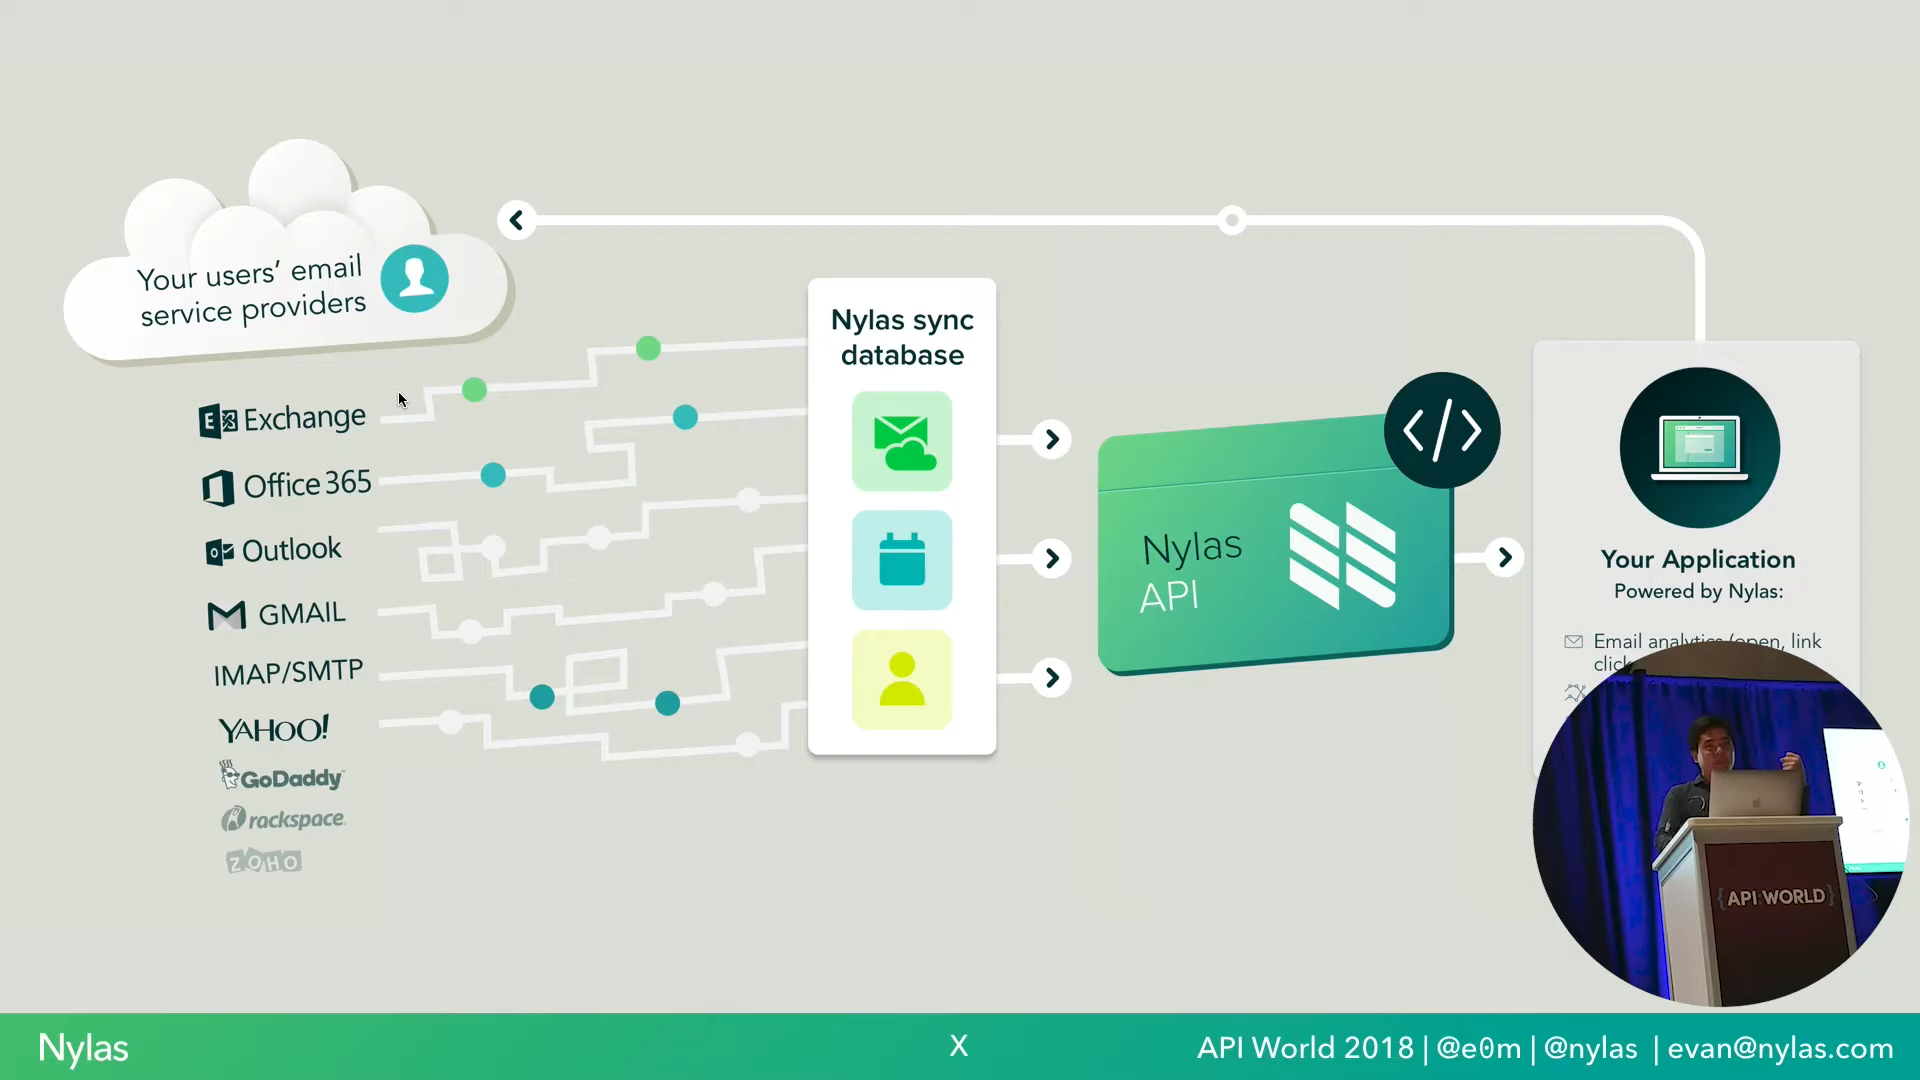 Your users’ email
service providers
Exchange
Office 365
Outlook
GMAIL
IMAP/SMTP
YAHOO!
GoDaddy
rackspace
ZOHO
Nylas sync
database
Nylas
API
</>
Your Application
Powered by Nylas:
Email analytics (open, link
{API WORLD}
Nylas
X
API World 2018 | @e0m | @nylas | evan@nylas.com